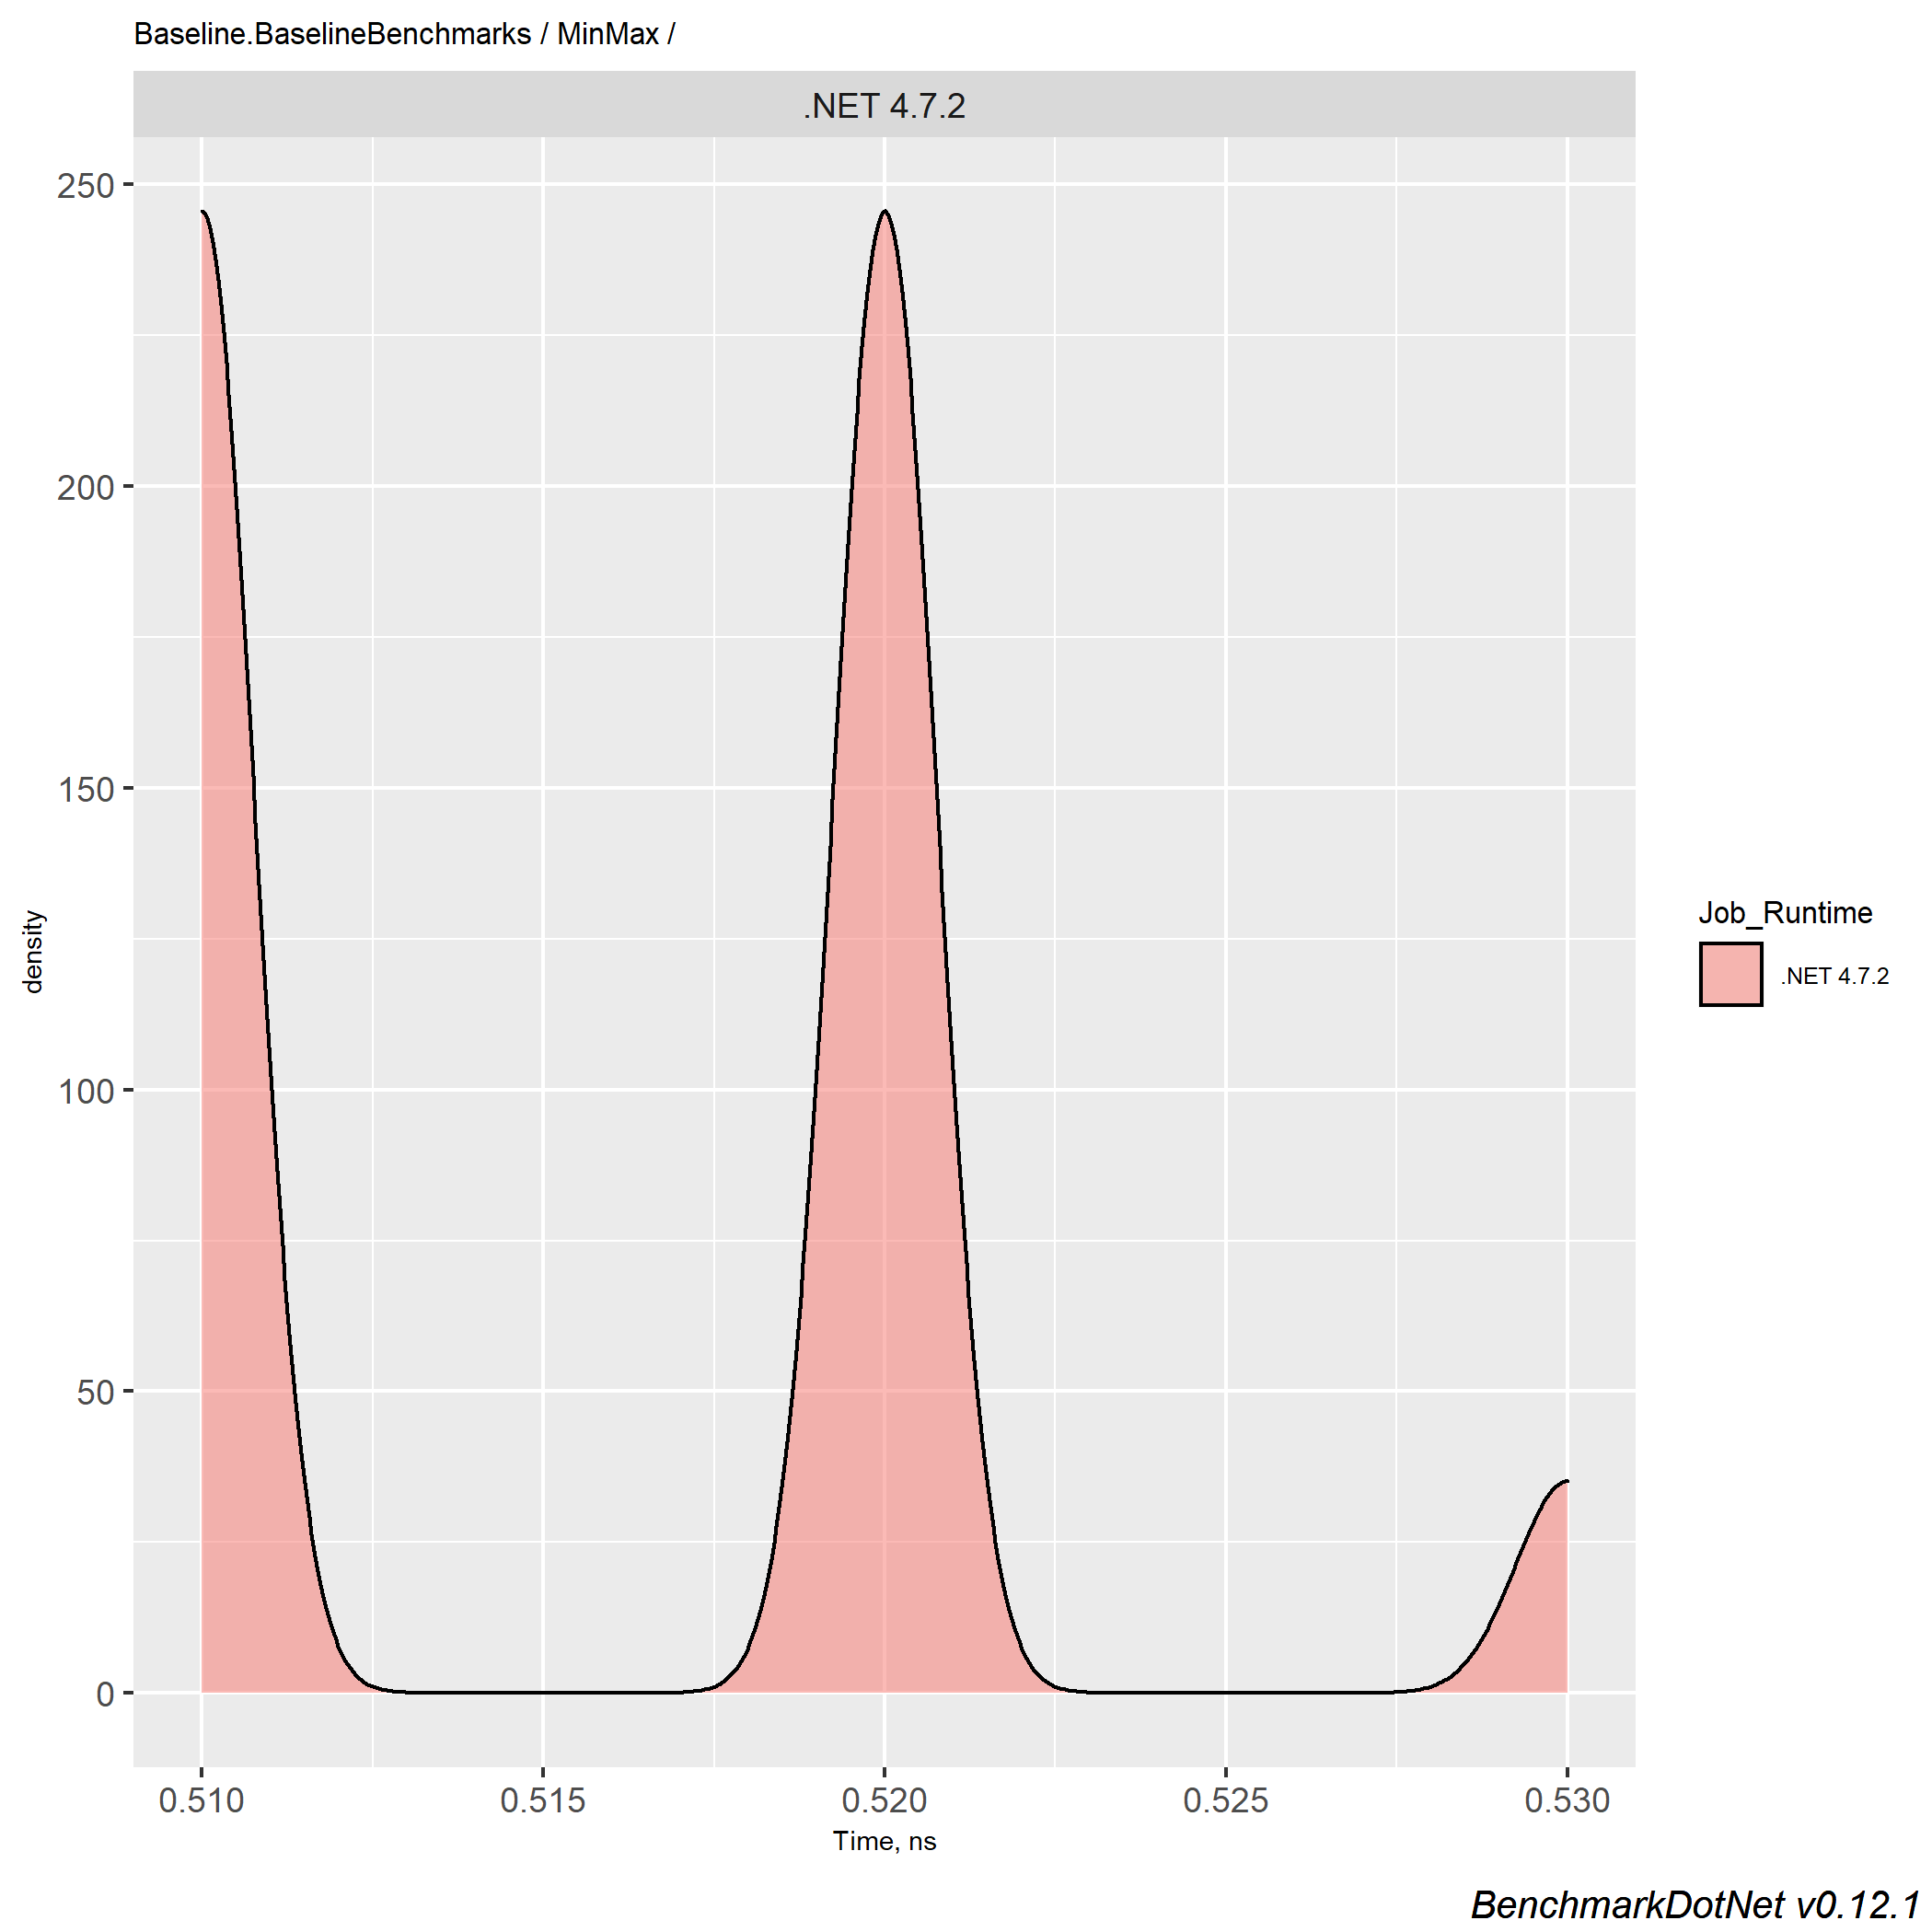 Baseline.BaselineBenchmarks / MinMax /
.NET 4.7.2
250
200
150
100
50
0
density
0.510 0.515 0.520 0.525 0.530
Time, ns
Job_Runtime
.NET 4.7.2
BenchmarkDotNet v0.12.1